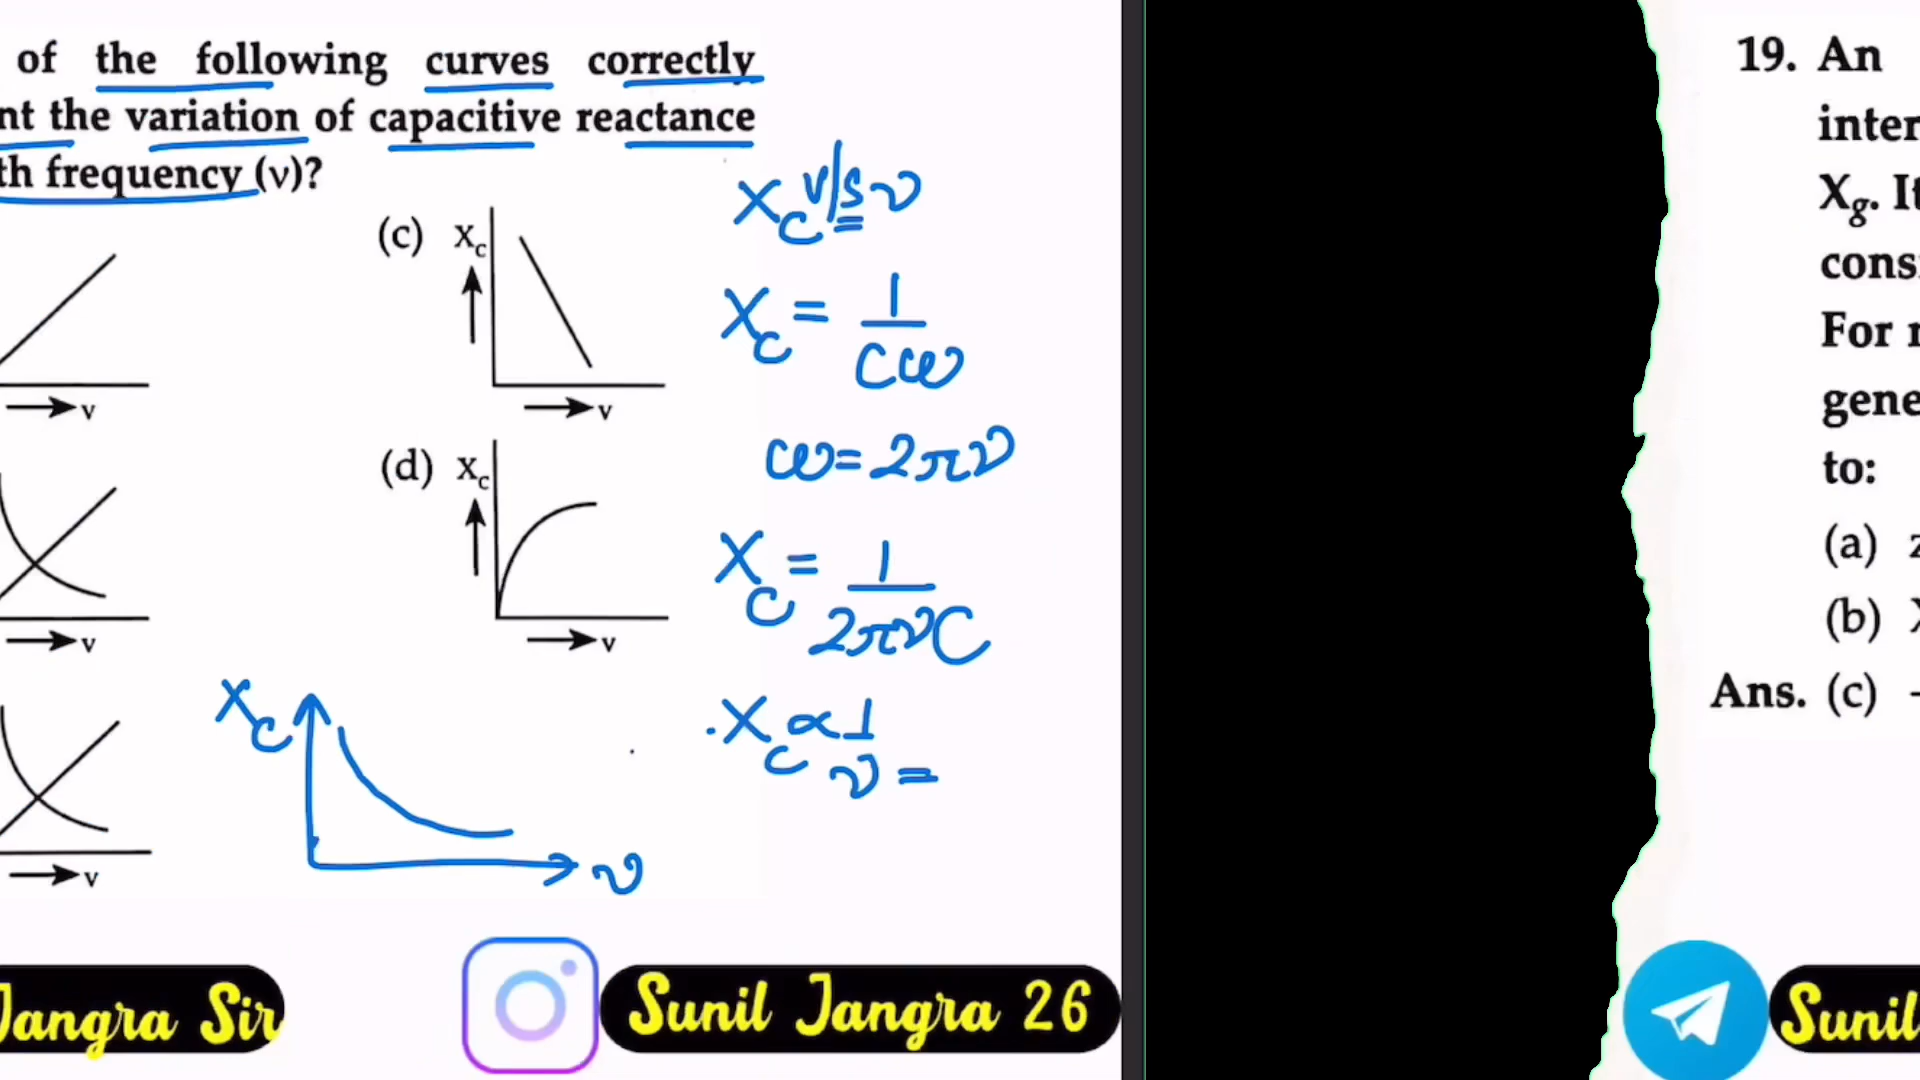 of the following curves correctly
nt the variation of capacitive reactance
th frequency (ν)?
(c) Xc
ν
ν
(d) Xc
ν
ν
ν
Xc v/s ν
Xc = 1/Cω
ω = 2πν
Xc = 1/2πνC
Xc ∝ 1/ν =
Xc
ν
19. An
inter
Xg. It
cons
For
gene
to:
(a)
(b)
Ans. (c) -
Jangra Sir
Sunil Jangra 26
Sunil